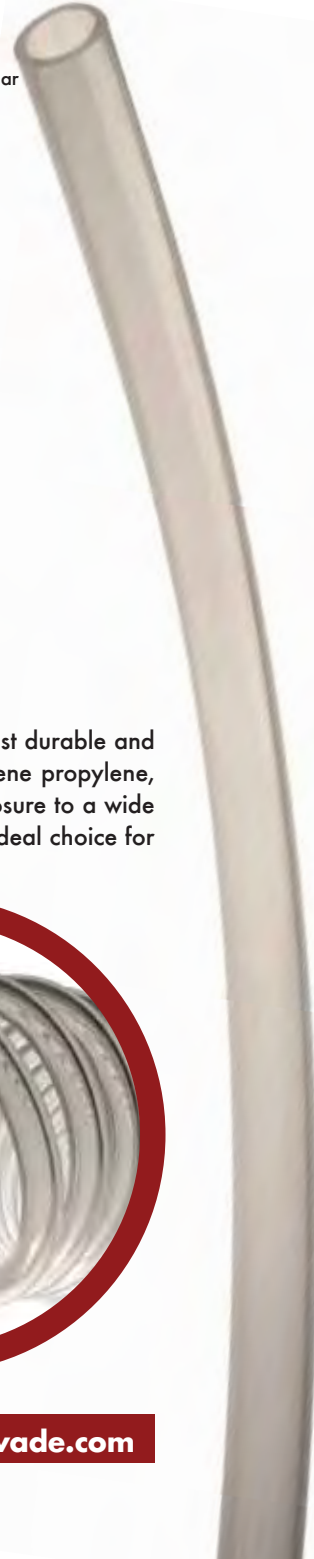 ar
st durable and
ene propylene,
osure to a wide
deal choice for
vade.com